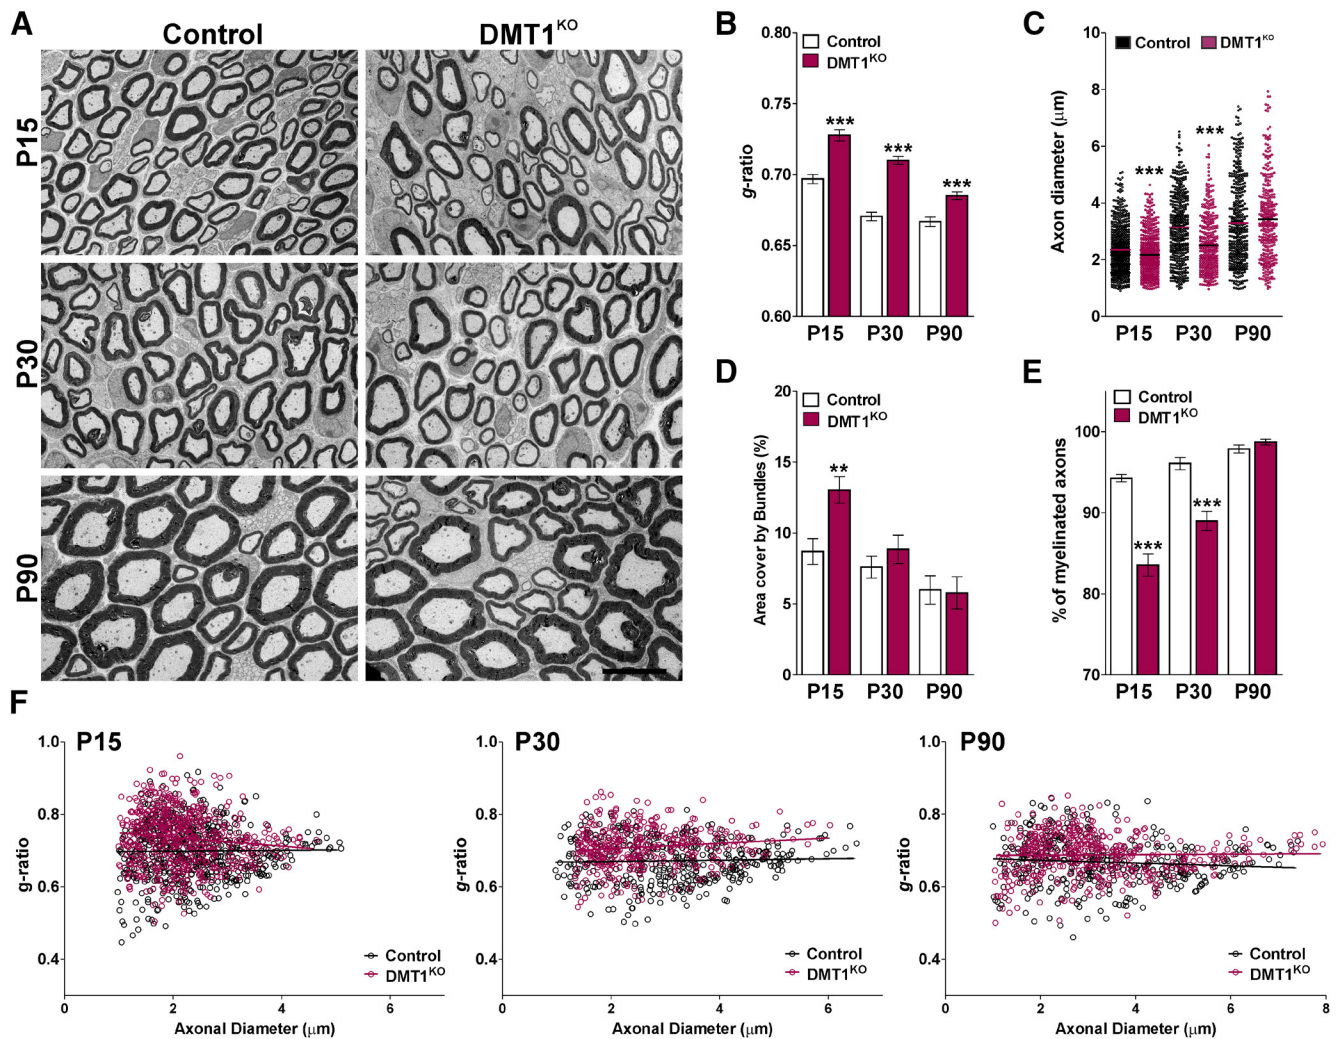 A
Control
DMT1KO
P15
P30
P90
B
0.80
0.75
0.70
0.65
0.60
g-ratio
Control
DMT1KO
***
***
***
P15
P30
P90
C
10
8
6
4
2
0
Axon diameter (μm)
Control
DMT1KO
***
***
P15
P30
P90
D
20
15
10
5
0
Area cover by Bundles (%)
Control
DMT1KO
**
P15
P30
P90
E
100
90
80
70
% of myelinated axons
Control
DMT1KO
***
***
P15
P30
P90
F
P15
1.0
0.8
0.6
0.4
g-ratio
Control
DMT1KO
0
2
4
6
Axonal Diameter (μm)
P30
1.0
0.8
0.6
0.4
g-ratio
Control
DMT1KO
0
2
4
6
Axonal Diameter (μm)
P90
1.0
0.8
0.6
0.4
g-ratio
Control
DMT1KO
0
2
4
6
8
Axonal Diameter (μm)